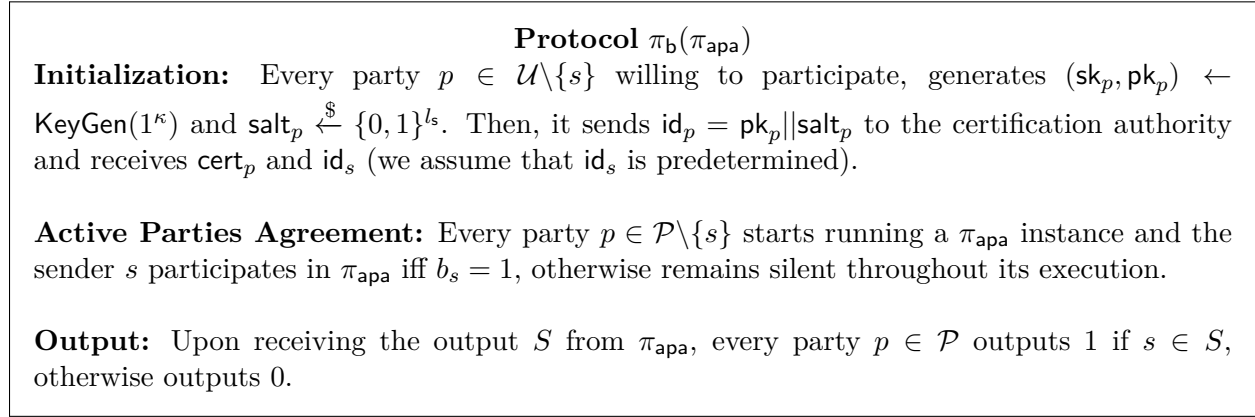 Protocol π_b(π_apa)
Initialization: Every party p ∈ 𝒰\{s} willing to participate, generates (sk_p, pk_p) ←
KeyGen(1^κ) and salt_p ←$ {0, 1}^{l_s}. Then, it sends id_p = pk_p||salt_p to the certification authority
and receives cert_p and id_s (we assume that id_s is predetermined).
Active Parties Agreement: Every party p ∈ 𝒫\{s} starts running a π_apa instance and the
sender s participates in π_apa iff b_s = 1, otherwise remains silent throughout its execution.
Output: Upon receiving the output S from π_apa, every party p ∈ 𝒫 outputs 1 if s ∈ S,
otherwise outputs 0.